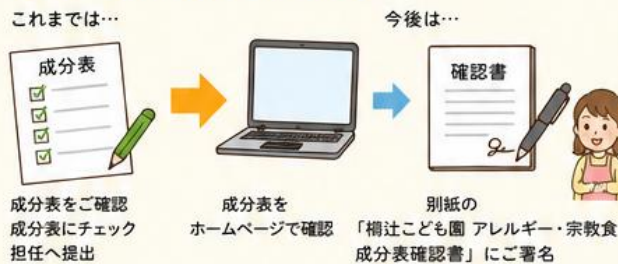 これまでは…
今後は…
成分表
確認書
成分表をご確認
成分表にチェック
担任へ提出
成分表を
ホームページで確認
別紙の
「椥辻こども園 アレルギー・宗教食
成分表確認書」にご署名